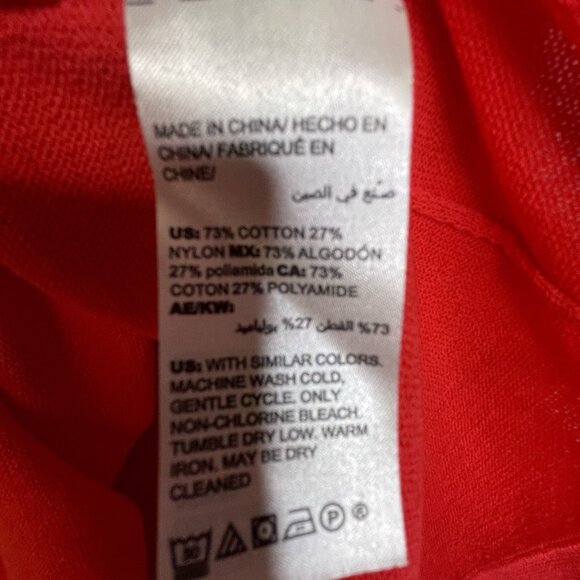 MADE IN CHINA/ HECHO EN
CHINA/ FABRIQUÉ EN
CHINE/
صنع في الصين
US: 73% COTTON 27%
NYLON MX: 73% ALGODÓN
27% poliamida CA: 73%
COTON 27% POLYAMIDE
AE/KW:
73% القطن 27% بولياميد
US: WITH SIMILAR COLORS.
MACHINE WASH COLD,
GENTLE CYCLE. ONLY
NON-CHLORINE BLEACH.
TUMBLE DRY LOW. WARM
IRON. MAY BE DRY
CLEANED
30 P ®